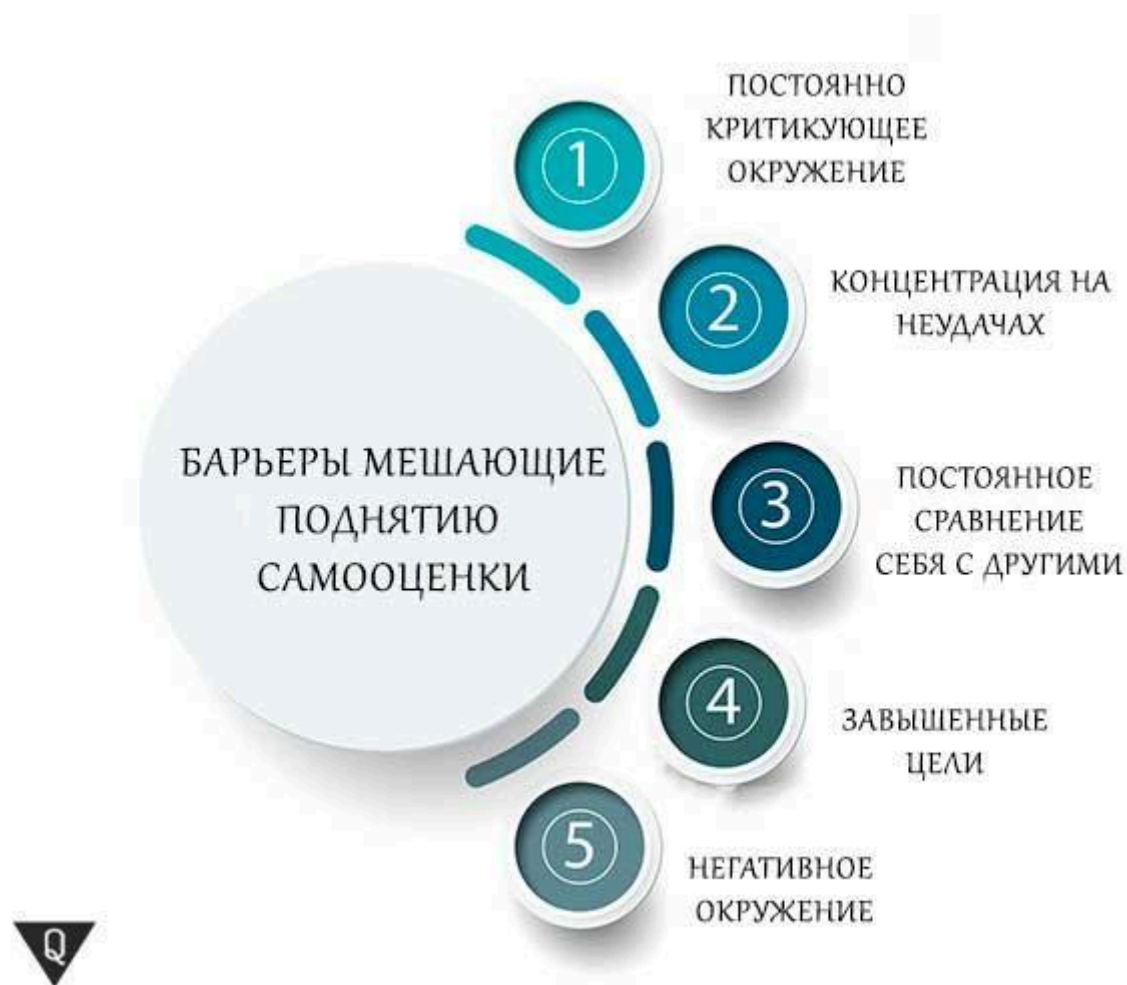 БАРЬЕРЫ МЕШАЮЩИЕ
ПОДНЯТИЮ
САМООЦЕНКИ
1
ПОСТОЯННО
КРИТИКУЮЩЕЕ
ОКРУЖЕНИЕ
2
КОНЦЕНТРАЦИЯ НА
НЕУДАЧАХ
3
ПОСТОЯННОЕ
СРАВНЕНИЕ
СЕБЯ С ДРУГИМИ
4
ЗАВЫШЕННЫЕ
ЦЕЛИ
5
НЕГАТИВНОЕ
ОКРУЖЕНИЕ
Q